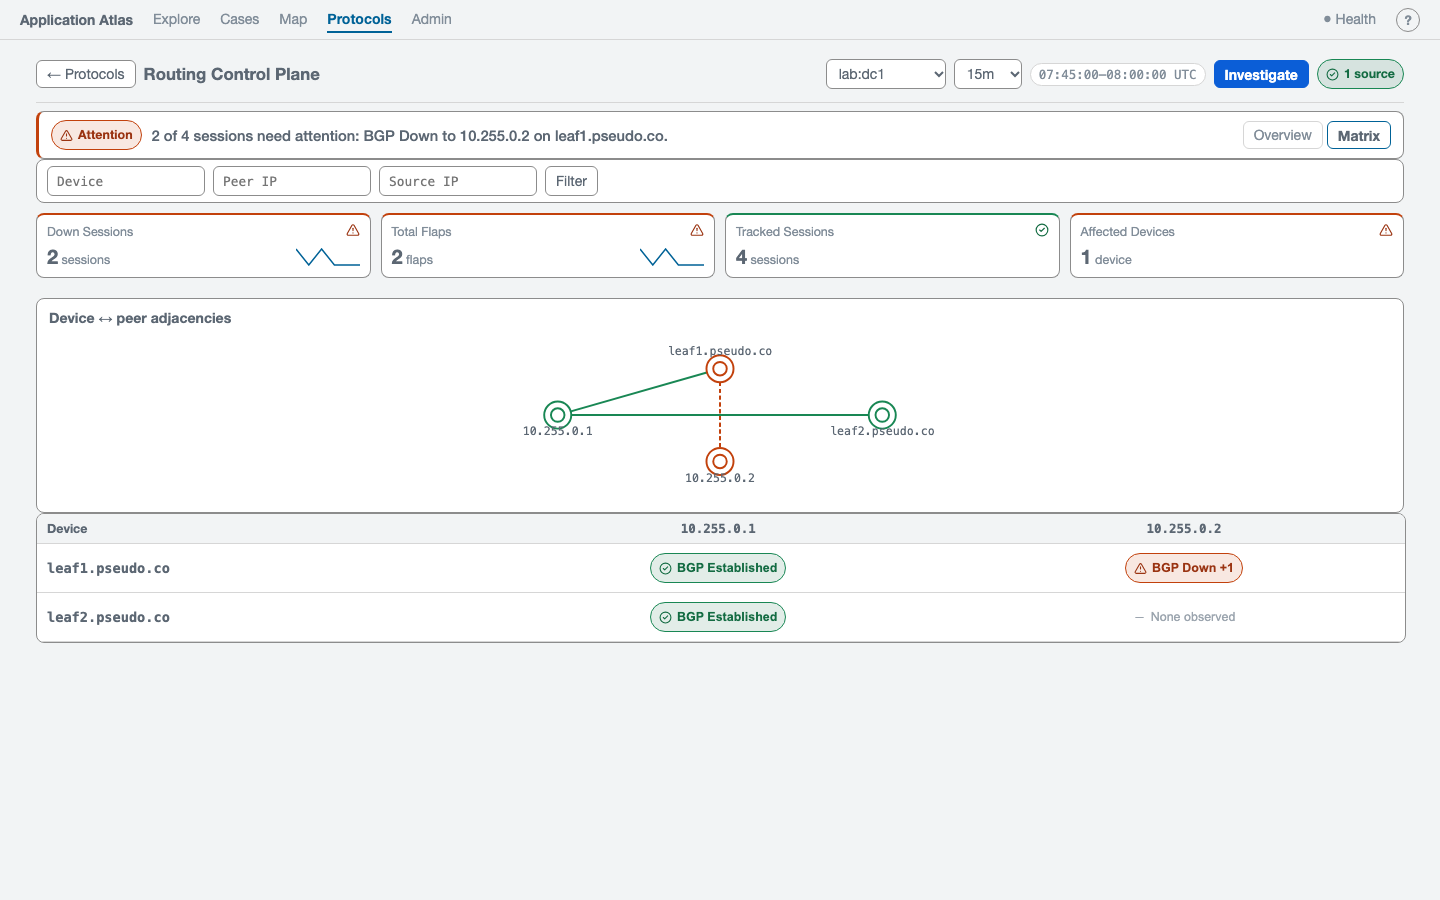 Application Atlas Explore Cases Map Protocols Admin Health ?
← Protocols Routing Control Plane lab:dc1 15m 07:45:00–08:00:00 UTC Investigate 1 source
Attention 2 of 4 sessions need attention: BGP Down to 10.255.0.2 on leaf1.pseudo.co. Overview Matrix
Device Peer IP Source IP Filter
Down Sessions
2 sessions
Total Flaps
2 flaps
Tracked Sessions
4 sessions
Affected Devices
1 device
Device ↔ peer adjacencies
leaf1.pseudo.co
10.255.0.1
leaf2.pseudo.co
10.255.0.2
Device 10.255.0.1 10.255.0.2
leaf1.pseudo.co BGP Established BGP Down +1
leaf2.pseudo.co BGP Established — None observed